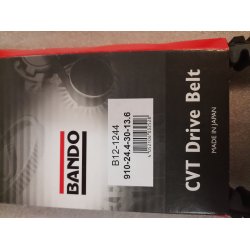 BANDO
B12-1244
910-24.4-30-13.6
CVT Drive Belt
MADE IN JAPAN